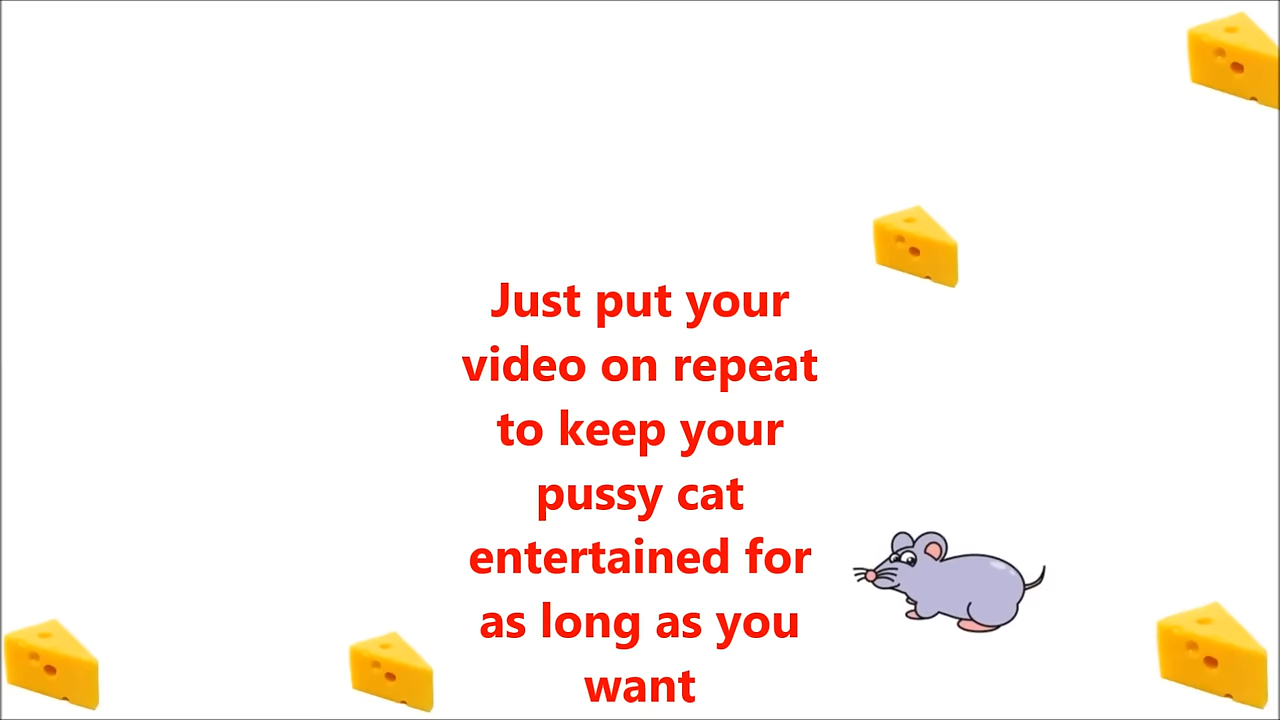 Just put your
video on repeat
to keep your
pussy cat
entertained for
as long as you
want